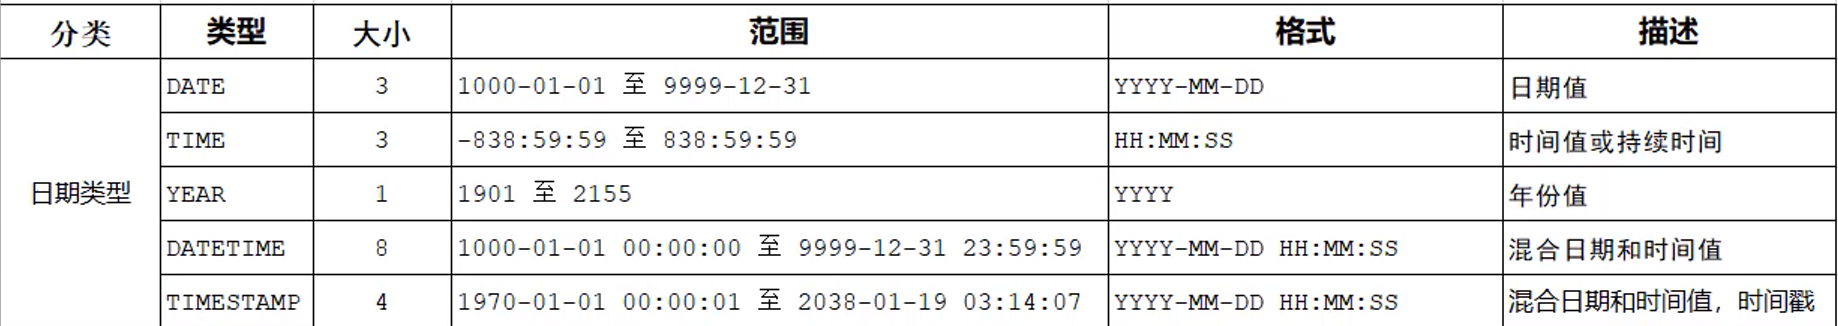 分类 类型 大小 范围 格式 描述
DATE 3 1000-01-01 至 9999-12-31 YYYY-MM-DD 日期值
TIME 3 -838:59:59 至 838:59:59 HH:MM:SS 时间值或持续时间
日期类型 YEAR 1 1901 至 2155 YYYY 年份值
DATETIME 8 1000-01-01 00:00:00 至 9999-12-31 23:59:59 YYYY-MM-DD HH:MM:SS 混合日期和时间值
TIMESTAMP 4 1970-01-01 00:00:01 至 2038-01-19 03:14:07 YYYY-MM-DD HH:MM:SS 混合日期和时间值，时间戳